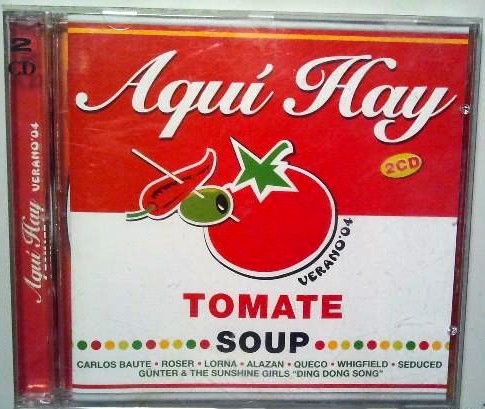 2
CD
Aquí Hay VERANO'04
Aquí Hay
2CD
VERANO'04
TOMATE
SOUP
CARLOS BAUTE • ROSER • LORNA • ALAZAN • QUECO • WHIGFIELD • SEDUCED
GÜNTER & THE SUNSHINE GIRLS "DING DONG SONG"